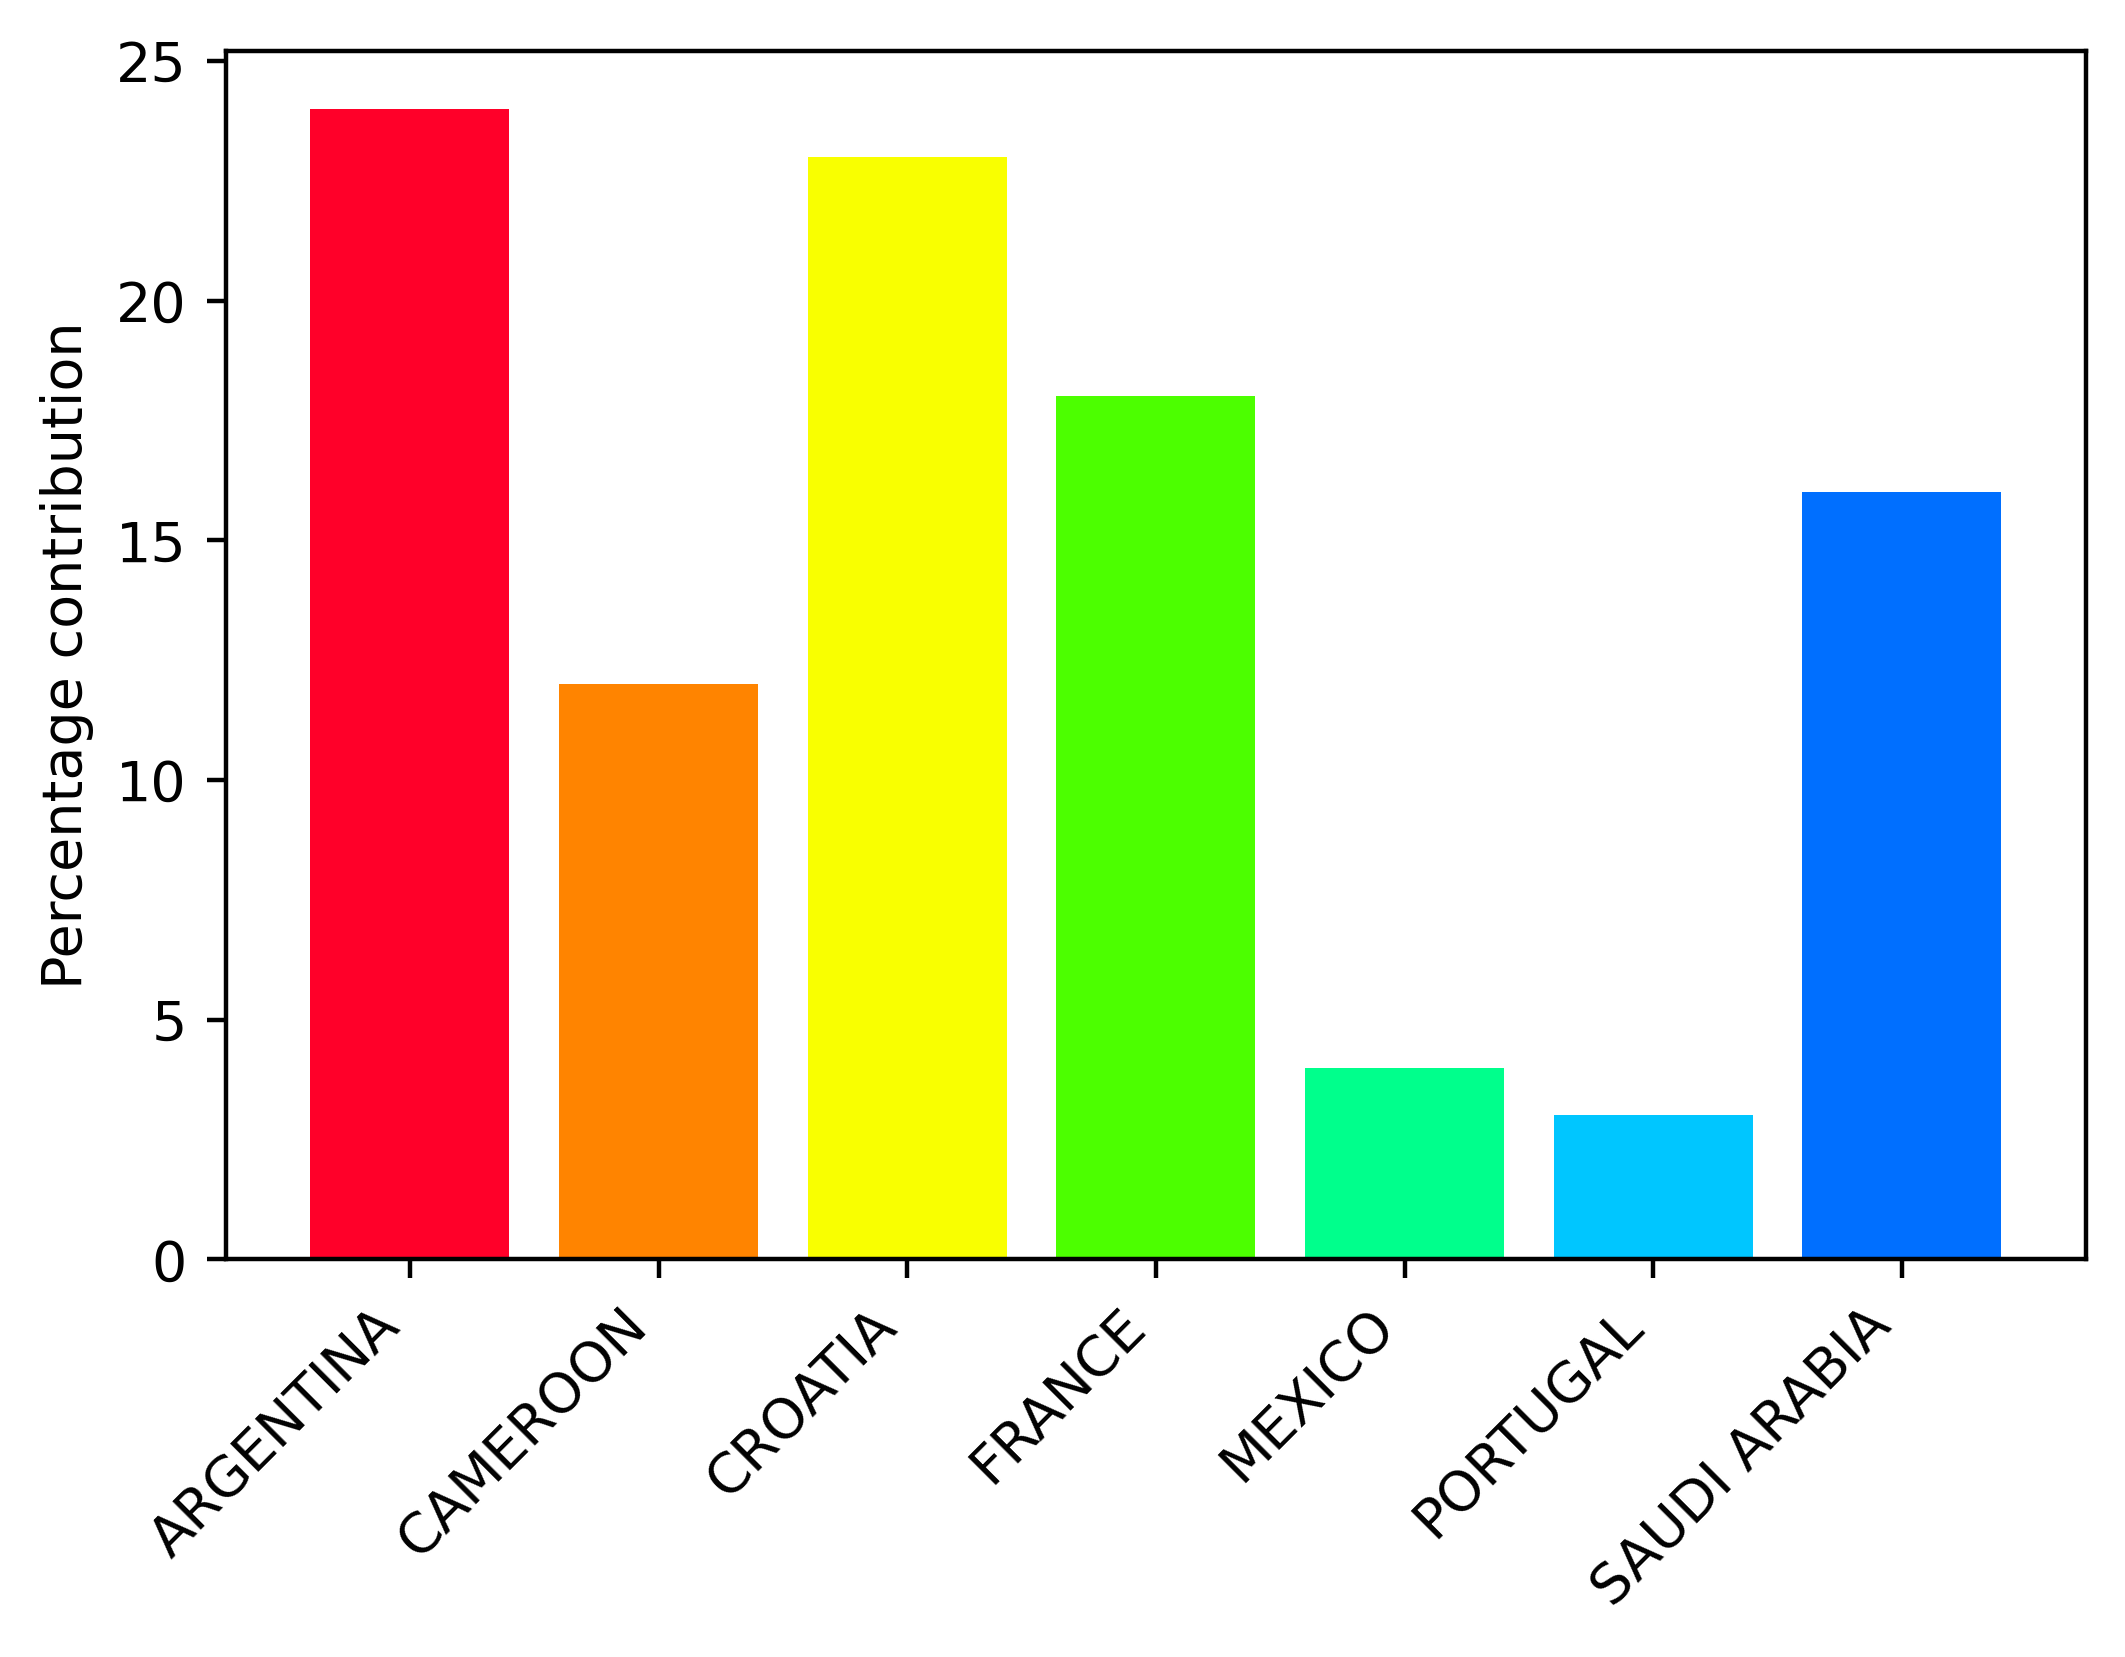 Percentage contribution
25
20
15
10
5
0
ARGENTINA
CAMEROON
CROATIA
FRANCE
MEXICO
PORTUGAL
SAUDI ARABIA